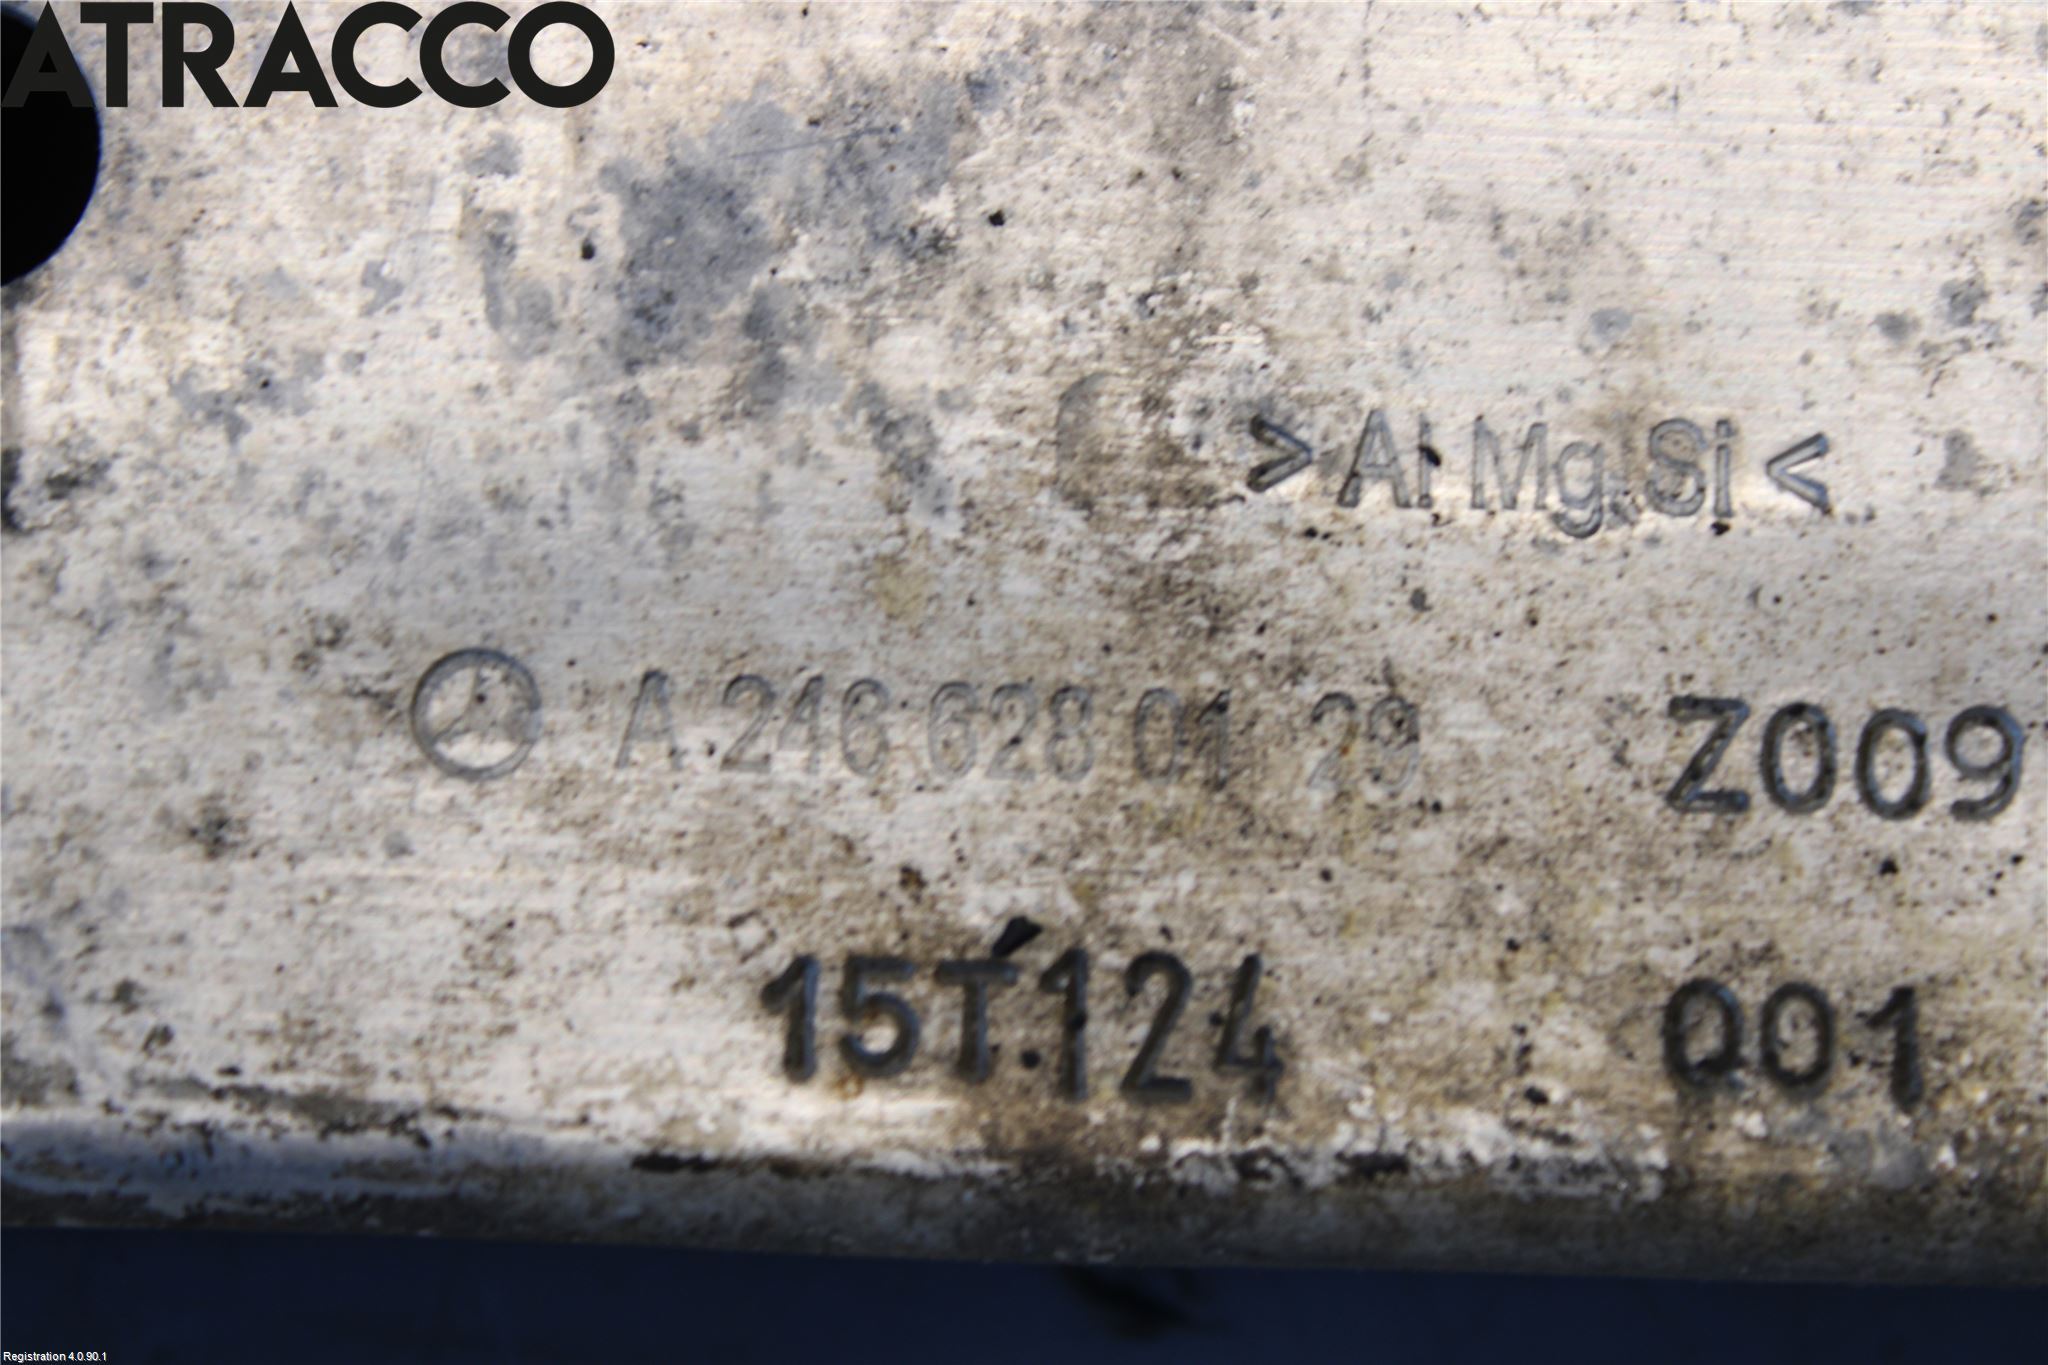 ATRACCO
> Al Mg Si <
A 246 628 01 29 Z009
15T124 Q01
Registration 4.0.90.1